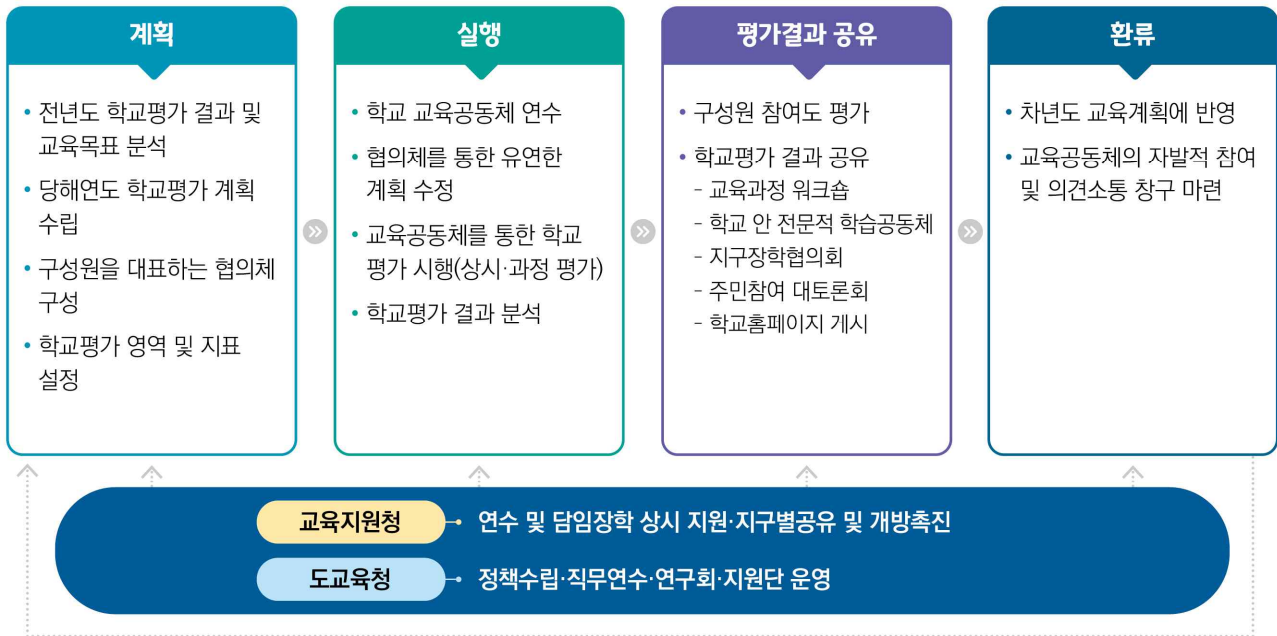 계획
• 전년도 학교평가 결과 및
교육목표 분석
• 당해연도 학교평가 계획
수립
• 구성원을 대표하는 협의체
구성
• 학교평가 영역 및 지표
설정
실행
• 학교 교육공동체 연수
• 협의체를 통한 유연한
계획 수정
• 교육공동체를 통한 학교
평가 시행(상시·과정 평가)
• 학교평가 결과 분석
평가결과 공유
• 구성원 참여도 평가
• 학교평가 결과 공유
- 교육과정 워크숍
- 학교 안 전문적 학습공동체
- 지구장학협의회
- 주민참여 대토론회
- 학교홈페이지 게시
환류
• 차년도 교육계획에 반영
• 교육공동체의 자발적 참여
및 의견소통 창구 마련
교육지원청 연수 및 담임장학 상시 지원·지구별공유 및 개방촉진
도교육청 정책수립·직무연수·연구회·지원단 운영